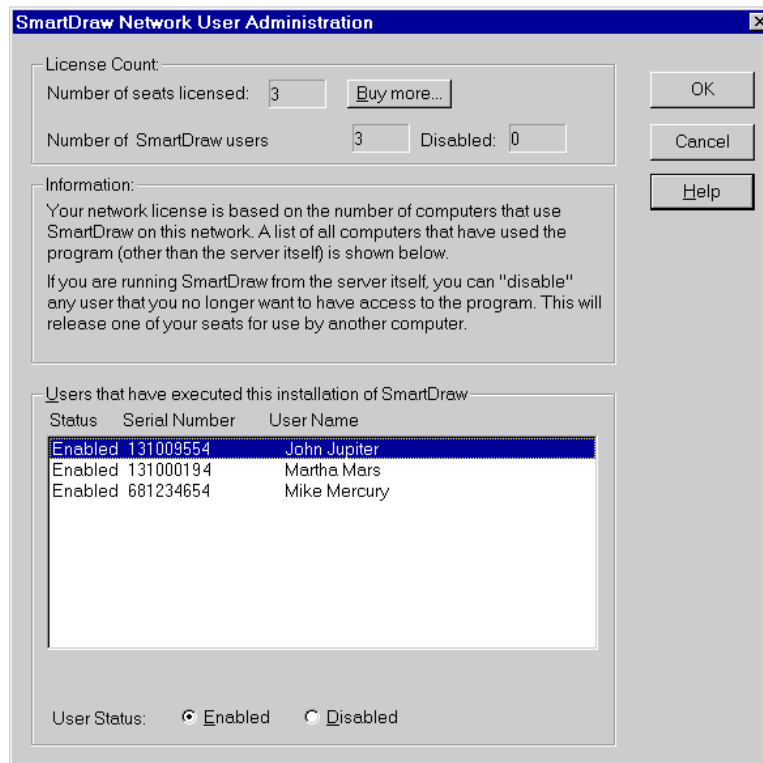 SmartDraw Network User Administration
License Count:
Number of seats licensed: 3 Buy more...
OK
Number of SmartDraw users 3 Disabled: 0
Cancel
Help
Information:
Your network license is based on the number of computers that use
SmartDraw on this network. A list of all computers that have used the
program (other than the server itself) is shown below.
If you are running SmartDraw from the server itself, you can "disable"
any user that you no longer want to have access to the program. This will
release one of your seats for use by another computer.
Users that have executed this installation of SmartDraw
Status Serial Number User Name
Enabled 131009554 John Jupiter
Enabled 131000194 Martha Mars
Enabled 681234654 Mike Mercury
User Status: Enabled Disabled